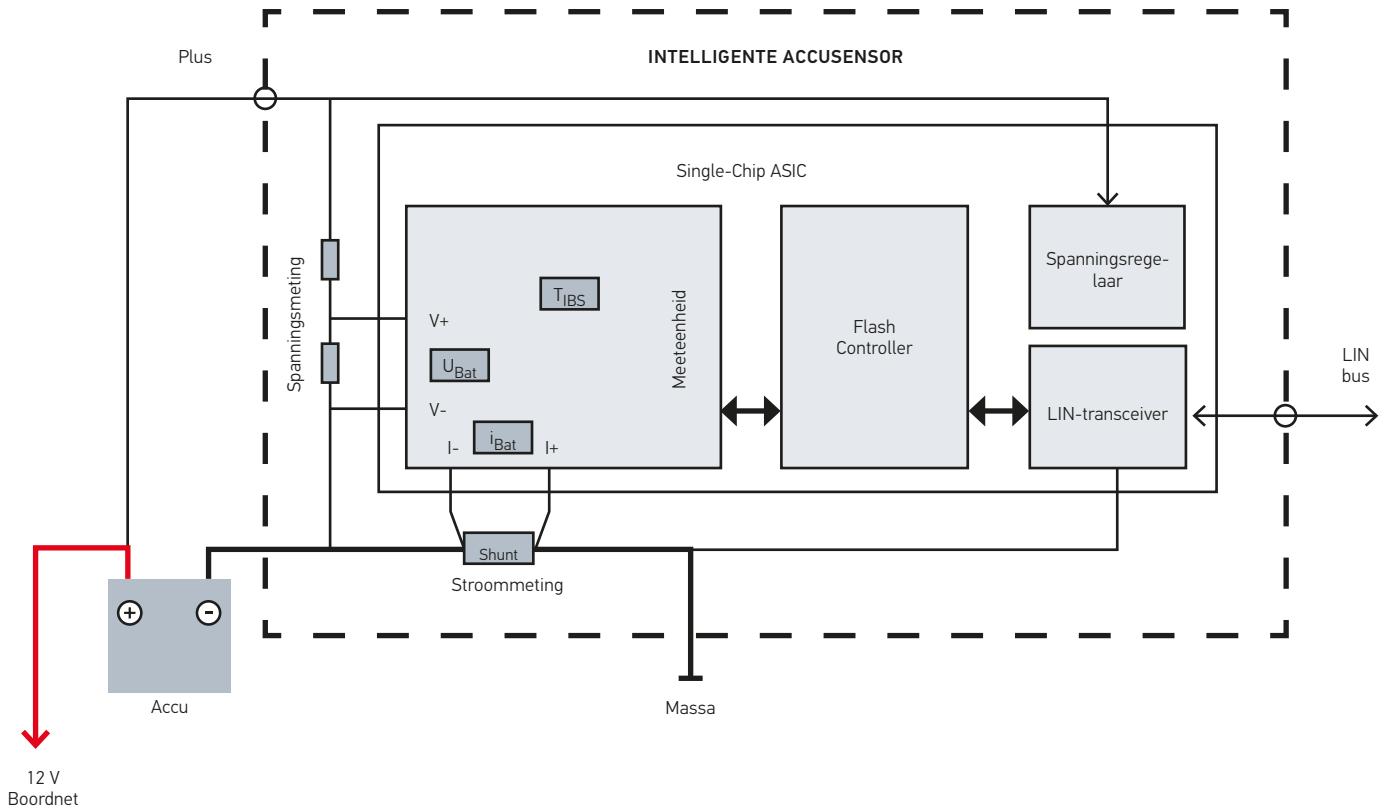 Plus
INTELLIGENTE ACCUSENSOR
Single-Chip ASIC
Spanningsmeting
V+
V-
UBat
TIBS
iBat
I-
I+
Meeteenheid
Flash
Controller
Spanningsrege-
laar
LIN-transceiver
LIN
bus
Shunt
Stroommeting
+
-
Accu
Massa
12 V
Boordnet